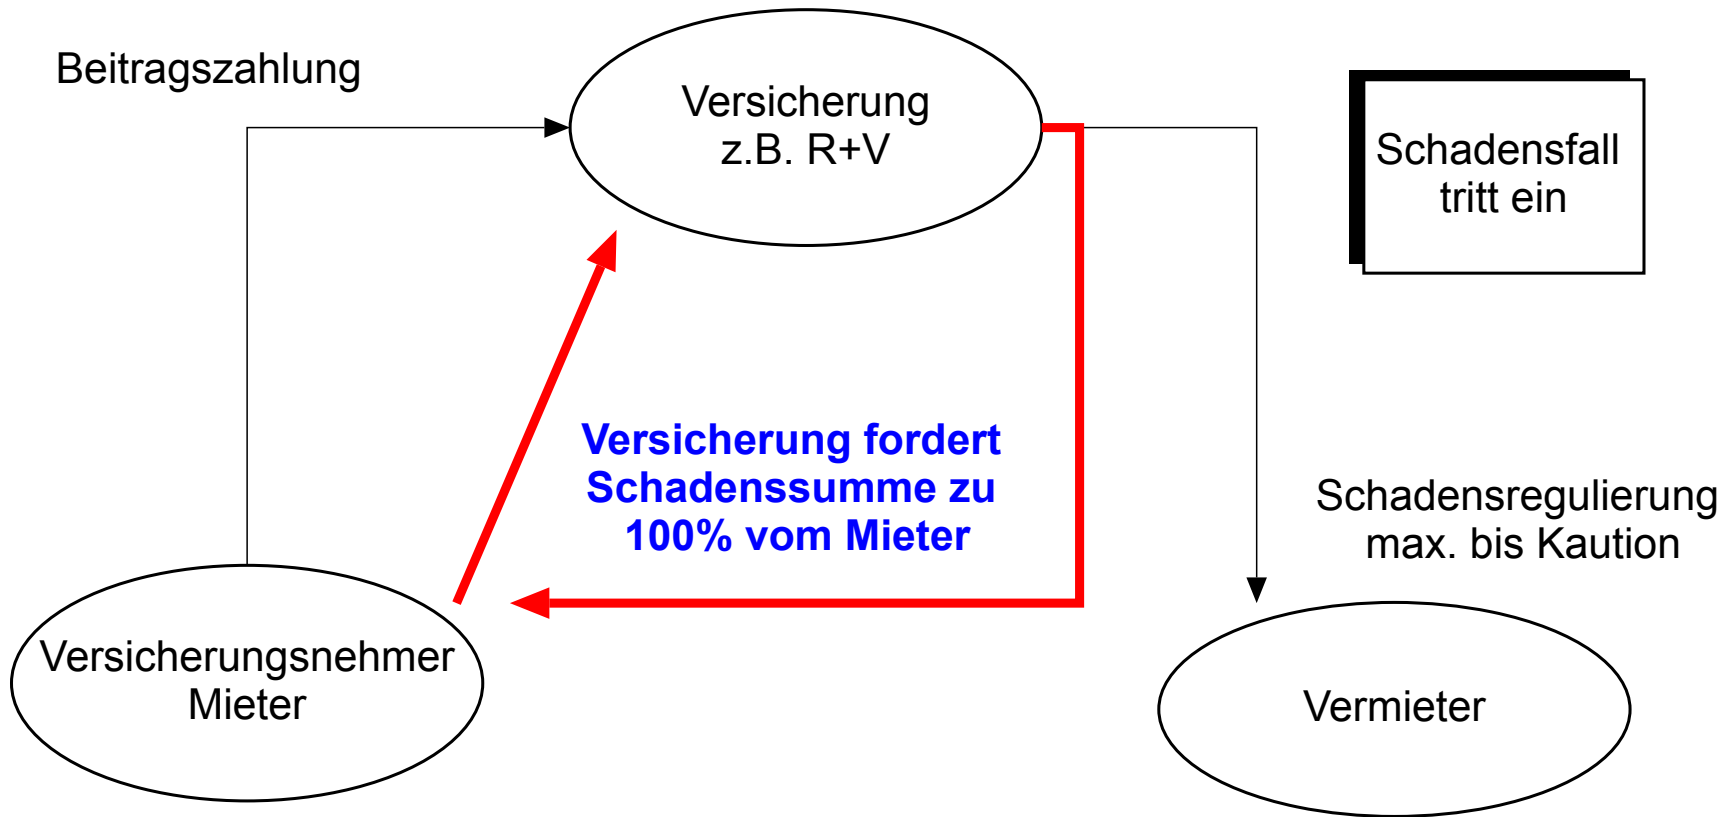 Beitragszahlung
Versicherung
z.B. R+V
Schadensfall
tritt ein
Versicherung fordert
Schadenssumme zu
100% vom Mieter
Schadensregulierung
max. bis Kaution
Versicherungsnehmer
Mieter
Vermieter